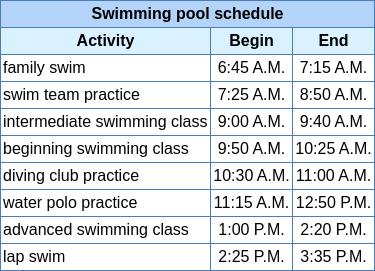 Swimming pool schedule
Activity Begin End
family swim 6:45 A.M. 7:15 A.M.
swim team practice 7:25 A.M. 8:50 A.M.
intermediate swimming class 9:00 A.M. 9:40 A.M.
beginning swimming class 9:50 A.M. 10:25 A.M.
diving club practice 10:30 A.M. 11:00 A.M.
water polo practice 11:15 A.M. 12:50 P.M.
advanced swimming class 1:00 P.M. 2:20 P.M.
lap swim 2:25 P.M. 3:35 P.M.